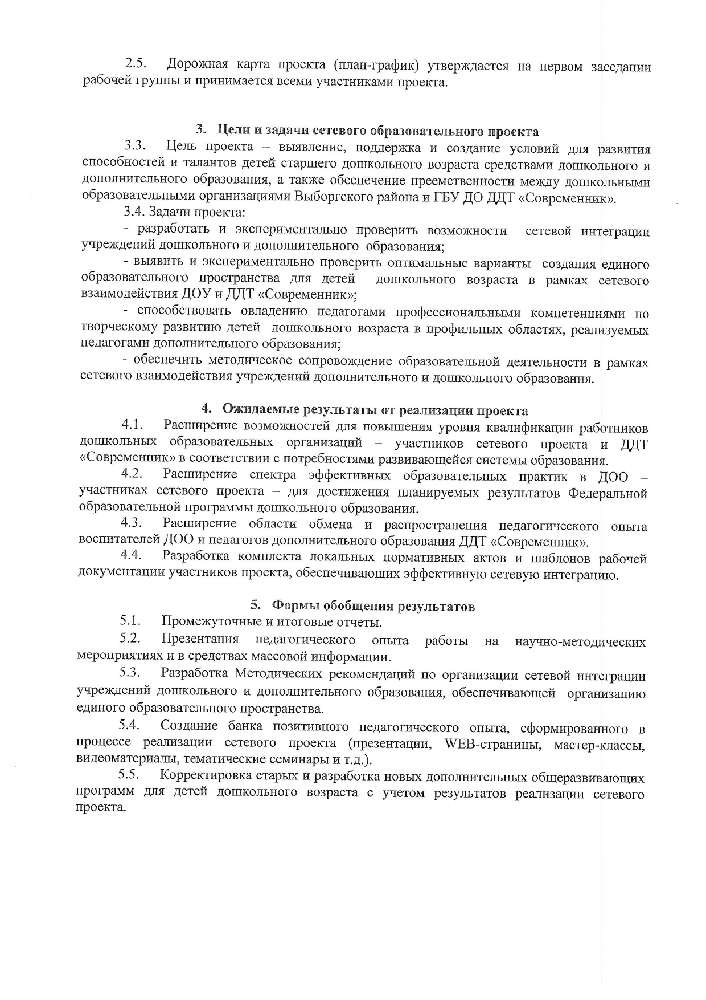 2.5. Дорожная карта проекта (план-график) утверждается на первом заседании
рабочей группы и принимается всеми участниками проекта.
3. Цели и задачи сетевого образовательного проекта
3.3. Цель проекта – выявление, поддержка и создание условий для развития
способностей и талантов детей старшего дошкольного возраста средствами дошкольного и
дополнительного образования, а также обеспечение преемственности между дошкольными
образовательными организациями Выборгского района и ГБУ ДО ДДТ «Современник».
3.4. Задачи проекта:
- разработать и экспериментально проверить возможности сетевой интеграции
учреждений дошкольного и дополнительного образования;
- выявить и экспериментально проверить оптимальные варианты создания единого
образовательного пространства для детей дошкольного возраста в рамках сетевого
взаимодействия ДОУ и ДДТ «Современник»;
- способствовать овладению педагогами профессиональными компетенциями по
творческому развитию детей дошкольного возраста в профильных областях, реализуемых
педагогами дополнительного образования;
- обеспечить методическое сопровождение образовательной деятельности в рамках
сетевого взаимодействия учреждений дополнительного и дошкольного образования.
4. Ожидаемые результаты от реализации проекта
4.1. Расширение возможностей для повышения уровня квалификации работников
дошкольных образовательных организаций – участников сетевого проекта и ДДТ
«Современник» в соответствии с потребностями развивающейся системы образования.
4.2. Расширение спектра эффективных образовательных практик в ДОО –
участниках сетевого проекта – для достижения планируемых результатов Федеральной
образовательной программы дошкольного образования.
4.3. Расширение области обмена и распространения педагогического опыта
воспитателей ДОО и педагогов дополнительного образования ДДТ «Современник».
4.4. Разработка комплекта локальных нормативных актов и шаблонов рабочей
документации участников проекта, обеспечивающих эффективную сетевую интеграцию.
5. Формы обобщения результатов
5.1. Промежуточные и итоговые отчеты.
5.2. Презентация педагогического опыта работы на научно-методических
мероприятиях и в средствах массовой информации.
5.3. Разработка Методических рекомендаций по организации сетевой интеграции
учреждений дошкольного и дополнительного образования, обеспечивающей организацию
единого образовательного пространства.
5.4. Создание банка позитивного педагогического опыта, сформированного в
процессе реализации сетевого проекта (презентации, WEB-страницы, мастер-классы,
видеоматериалы, тематические семинары и т.д.).
5.5. Корректировка старых и разработка новых дополнительных общеразвивающих
программ для детей дошкольного возраста с учетом результатов реализации сетевого
проекта.